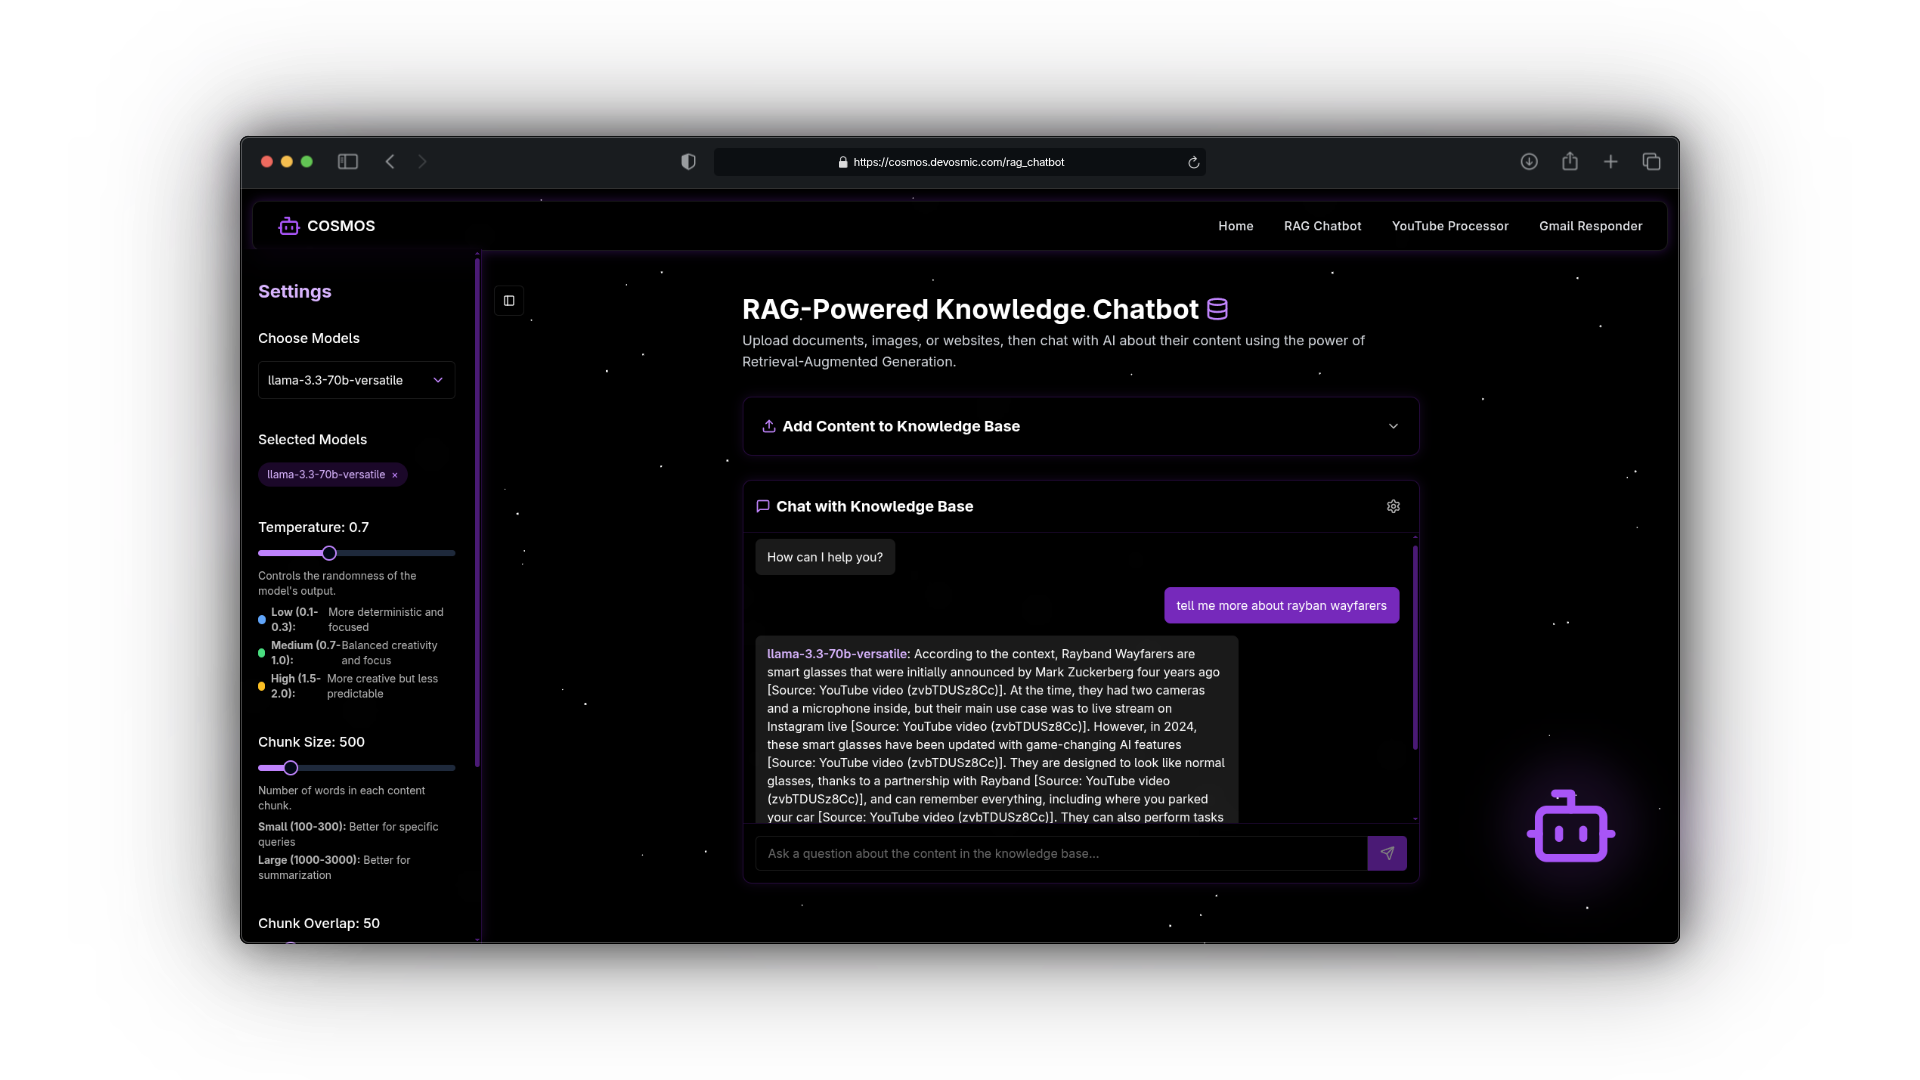 https://cosmos.devosmic.com/rag_chatbot
COSMOS
Home
RAG Chatbot
YouTube Processor
Gmail Responder
Settings
Choose Models
llama-3.3-70b-versatile
Selected Models
llama-3.3-70b-versatile ×
Temperature: 0.7
Controls the randomness of the
model's output.
Low (0.1-
0.3):
More deterministic and
focused
Medium (0.7-
1.0):
Balanced creativity
and focus
High (1.5-
2.0):
More creative but less
predictable
Chunk Size: 500
Number of words in each content
chunk.
Small (100-300): Better for specific
queries
Large (1000-3000): Better for
summarization
Chunk Overlap: 50
RAG-Powered Knowledge Chatbot
Upload documents, images, or websites, then chat with AI about their content using the power of
Retrieval-Augmented Generation.
Add Content to Knowledge Base
Chat with Knowledge Base
How can I help you?
tell me more about rayban wayfarers
llama-3.3-70b-versatile: According to the context, Rayband Wayfarers are
smart glasses that were initially announced by Mark Zuckerberg four years ago
[Source: YouTube video (zvbTDUSz8Cc)]. At the time, they had two cameras
and a microphone inside, but their main use case was to live stream on
Instagram live [Source: YouTube video (zvbTDUSz8Cc)]. However, in 2024,
these smart glasses have been updated with game-changing AI features
[Source: YouTube video (zvbTDUSz8Cc)]. They are designed to look like normal
glasses, thanks to a partnership with Rayband [Source: YouTube video
(zvbTDUSz8Cc)], and can remember everything, including where you parked
your car [Source: YouTube video (zvbTDUSz8Cc)]. They can also perform tasks
Ask a question about the content in the knowledge base...